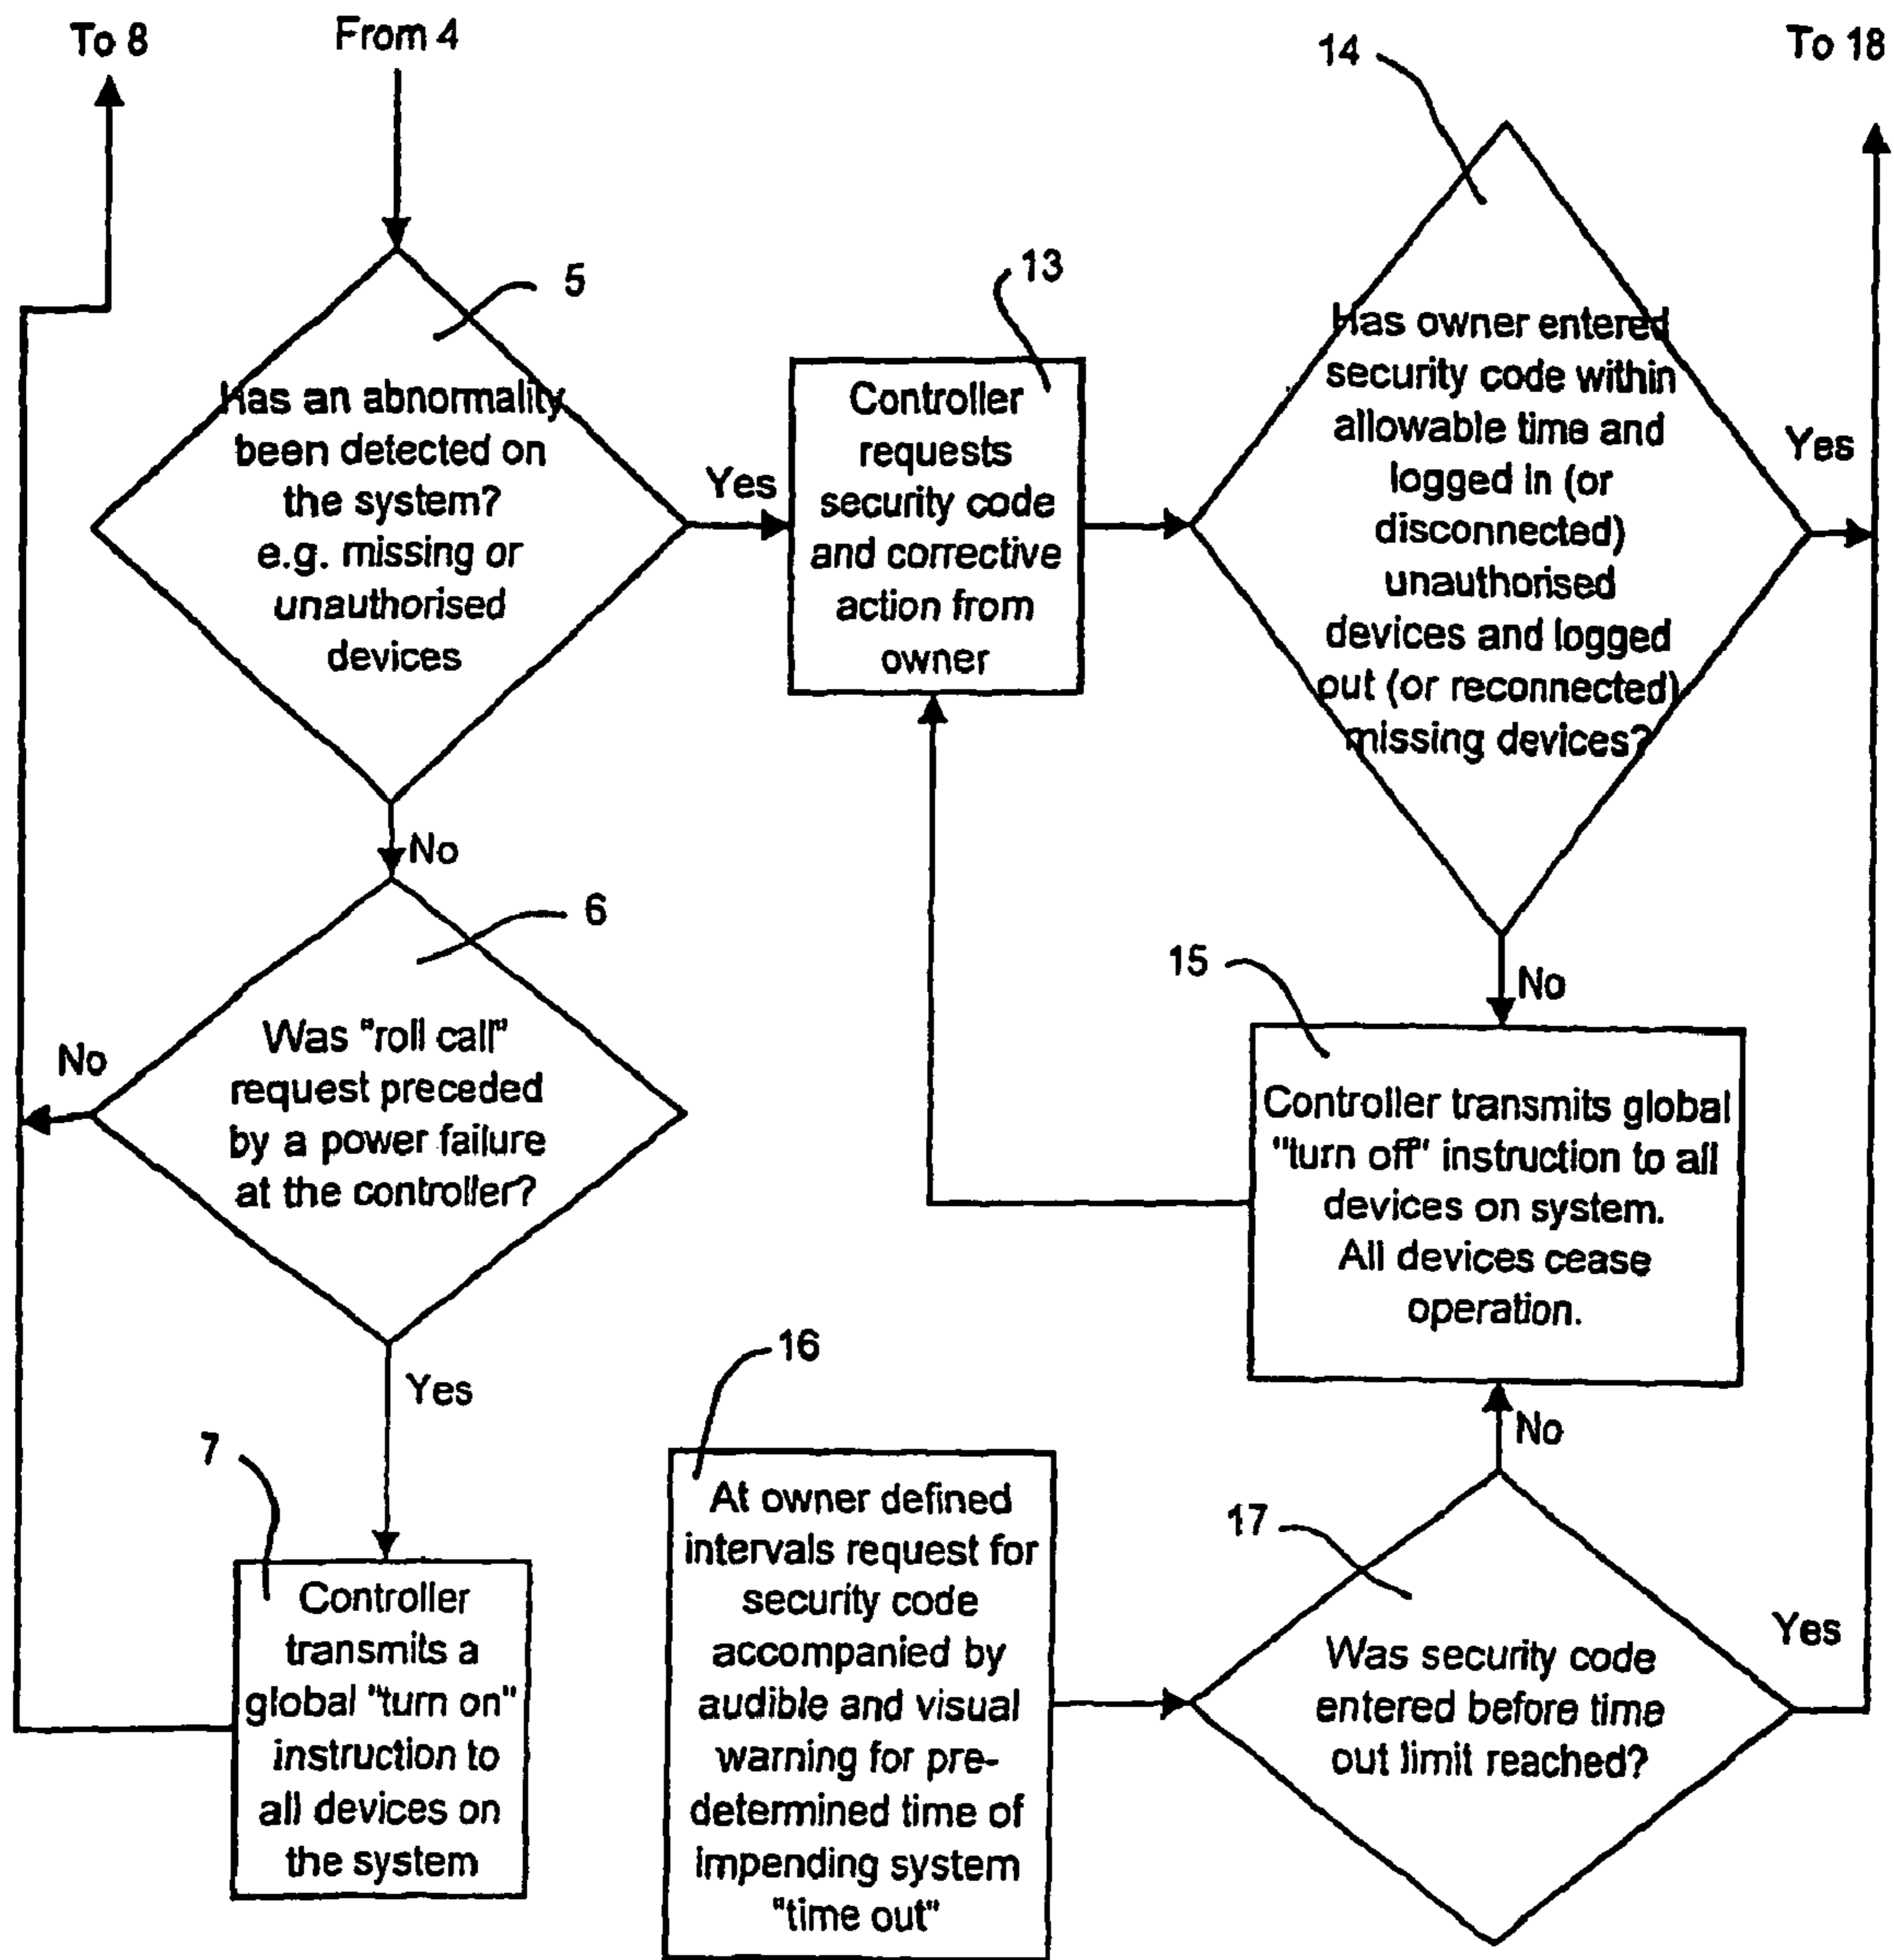 To 8
From 4
14
To 18
5
Has an abnormality
been detected on
the system?
e.g. missing or
unauthorised
devices
Yes
13
Controller
requests
security code
and corrective
action from
owner
Has owner entered
security code within
allowable time and
logged in (or
disconnected)
unauthorised
devices and logged
out (or reconnected)
missing devices?
Yes
No
6
Was "roll call"
request preceded
by a power failure
at the controller?
No
Yes
No
15
Controller transmits global
"turn off" instruction to all
devices on system.
All devices cease
operation.
7
Controller
transmits a
global "turn on"
instruction to
all devices on
the system
16
At owner defined
intervals request for
security code
accompanied by
audible and visual
warning for pre-
determined time of
impending system
"time out"
No
17
Was security code
entered before time
out limit reached?
Yes